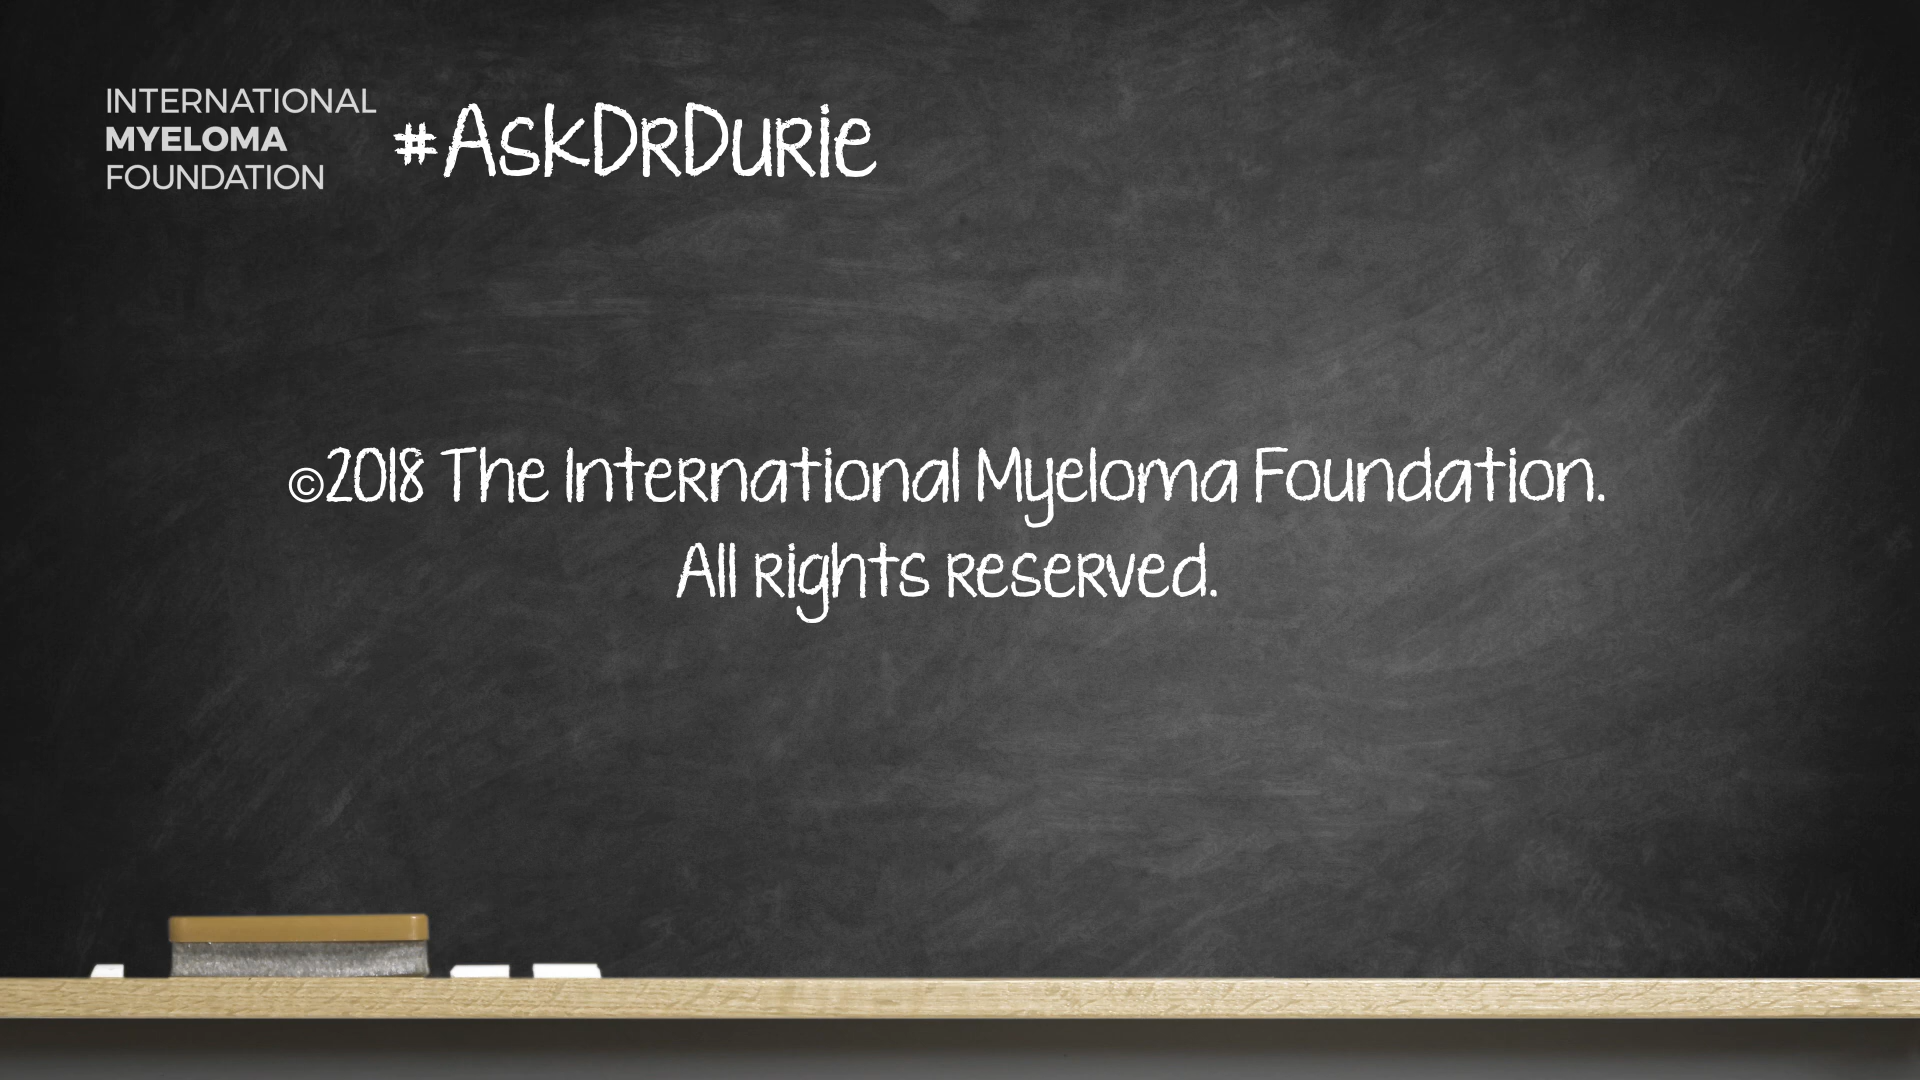 INTERNATIONAL
MYELOMA
FOUNDATION
#AskDrDurie
©2018 The International Myeloma Foundation.
All rights reserved.